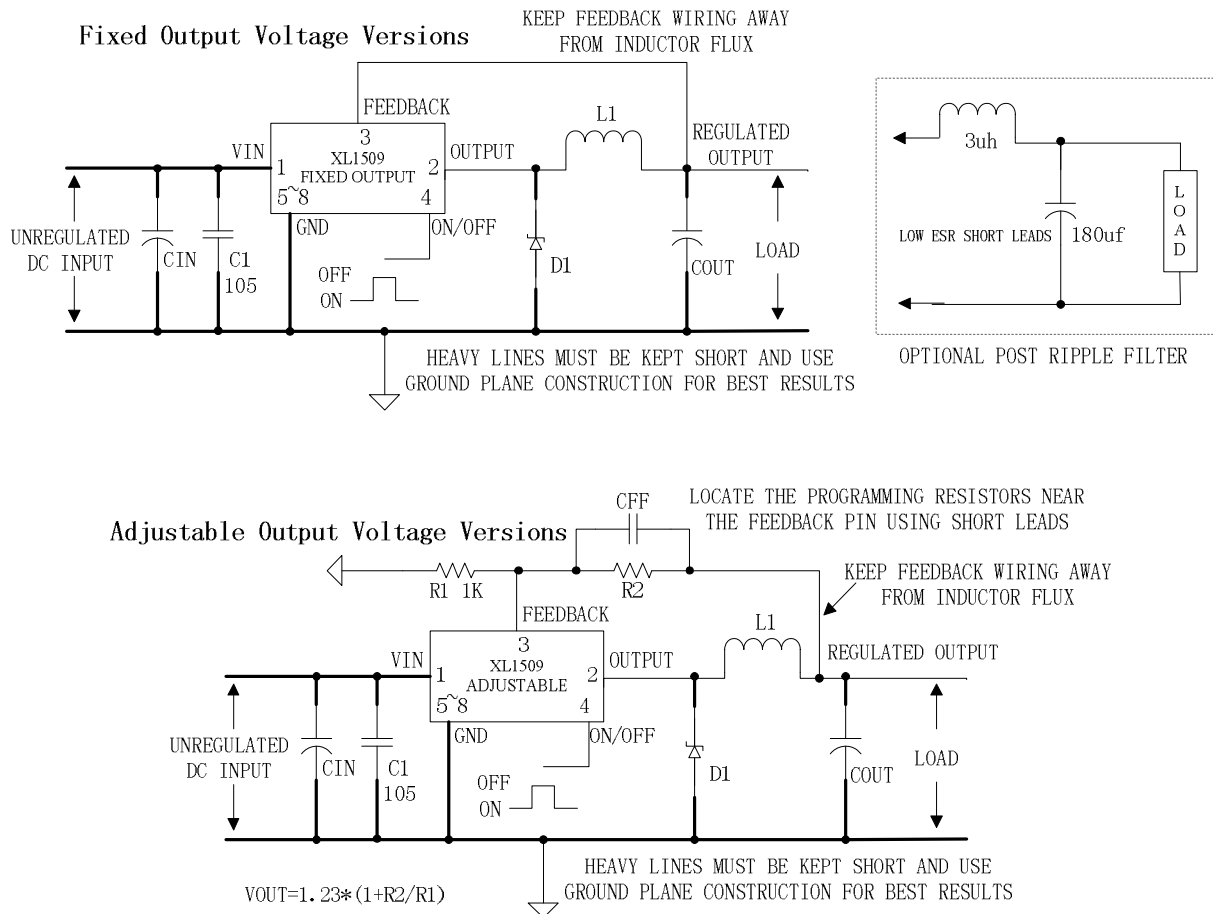 Fixed Output Voltage Versions
KEEP FEEDBACK WIRING AWAY
FROM INDUCTOR FLUX
FEEDBACK
3
XL1509
FIXED OUTPUT
VIN
1
OUTPUT
2
5~8
4
GND
ON/OFF
L1
REGULATED
OUTPUT
UNREGULATED
DC INPUT
CIN
C1
105
OFF
ON
D1
COUT
LOAD
HEAVY LINES MUST BE KEPT SHORT AND USE
GROUND PLANE CONSTRUCTION FOR BEST RESULTS
3uh
LOW ESR SHORT LEADS
180uf
LOAD
OPTIONAL POST RIPPLE FILTER
Adjustable Output Voltage Versions
CFF
LOCATE THE PROGRAMMING RESISTORS NEAR
THE FEEDBACK PIN USING SHORT LEADS
R1 1K
R2
KEEP FEEDBACK WIRING AWAY
FROM INDUCTOR FLUX
FEEDBACK
3
XL1509
ADJUSTABLE
VIN
1
OUTPUT
2
5~8
4
GND
ON/OFF
L1
REGULATED OUTPUT
UNREGULATED
DC INPUT
CIN
C1
105
OFF
ON
D1
COUT
LOAD
HEAVY LINES MUST BE KEPT SHORT AND USE
GROUND PLANE CONSTRUCTION FOR BEST RESULTS
VOUT=1.23*(1+R2/R1)